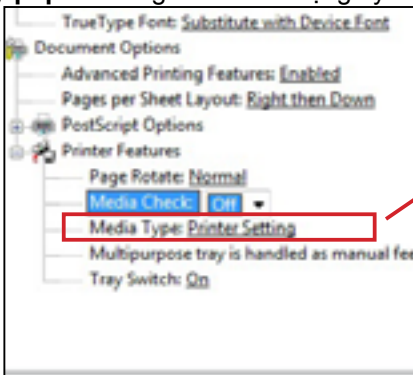 TrueType Font: Substitute with Device Font
Document Options
Advanced Printing Features: Enabled
Pages per Sheet Layout: Right then Down
PostScript Options
Printer Features
Page Rotate: Normal
Media Check: Off
Media Type: Printer Setting
Multipurpose tray is handled as manual fee
Tray Switch: On